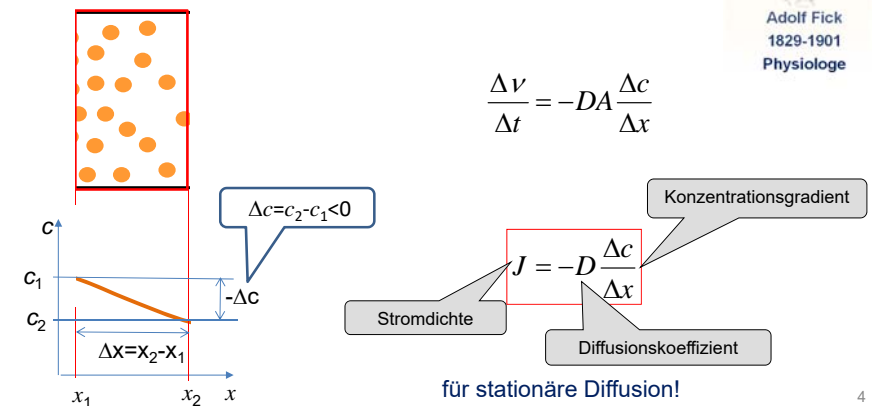 Adolf Fick
1829-1901
Physiologe
Δν/Δt = −DA Δc/Δx
Konzentrationsgradient
Δc=c₂-c₁<0
J = −D Δc/Δx
Stromdichte
Diffusionskoeffizient
für stationäre Diffusion!
c
c₁
-Δc
c₂
Δx=x₂-x₁
x₁
x₂
x
4